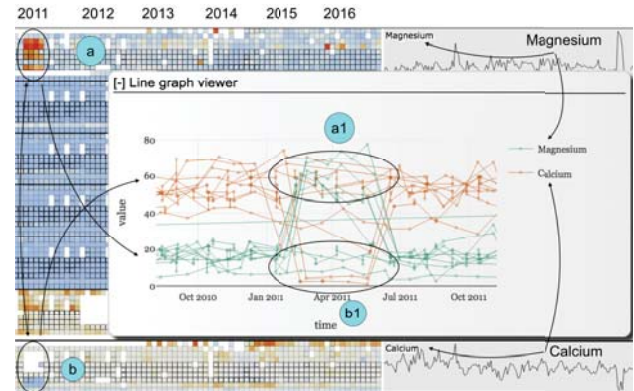 2011 2012 2013 2014 2015 2016
a
Magnesium
Magnesium
[-] Line graph viewer
a1
80
60
40
20
0
value
Magnesium
Calcium
Oct 2010 Jan 2011 Apr 2011 Jul 2011 Oct 2011
b1
time
b
Calcium
Calcium